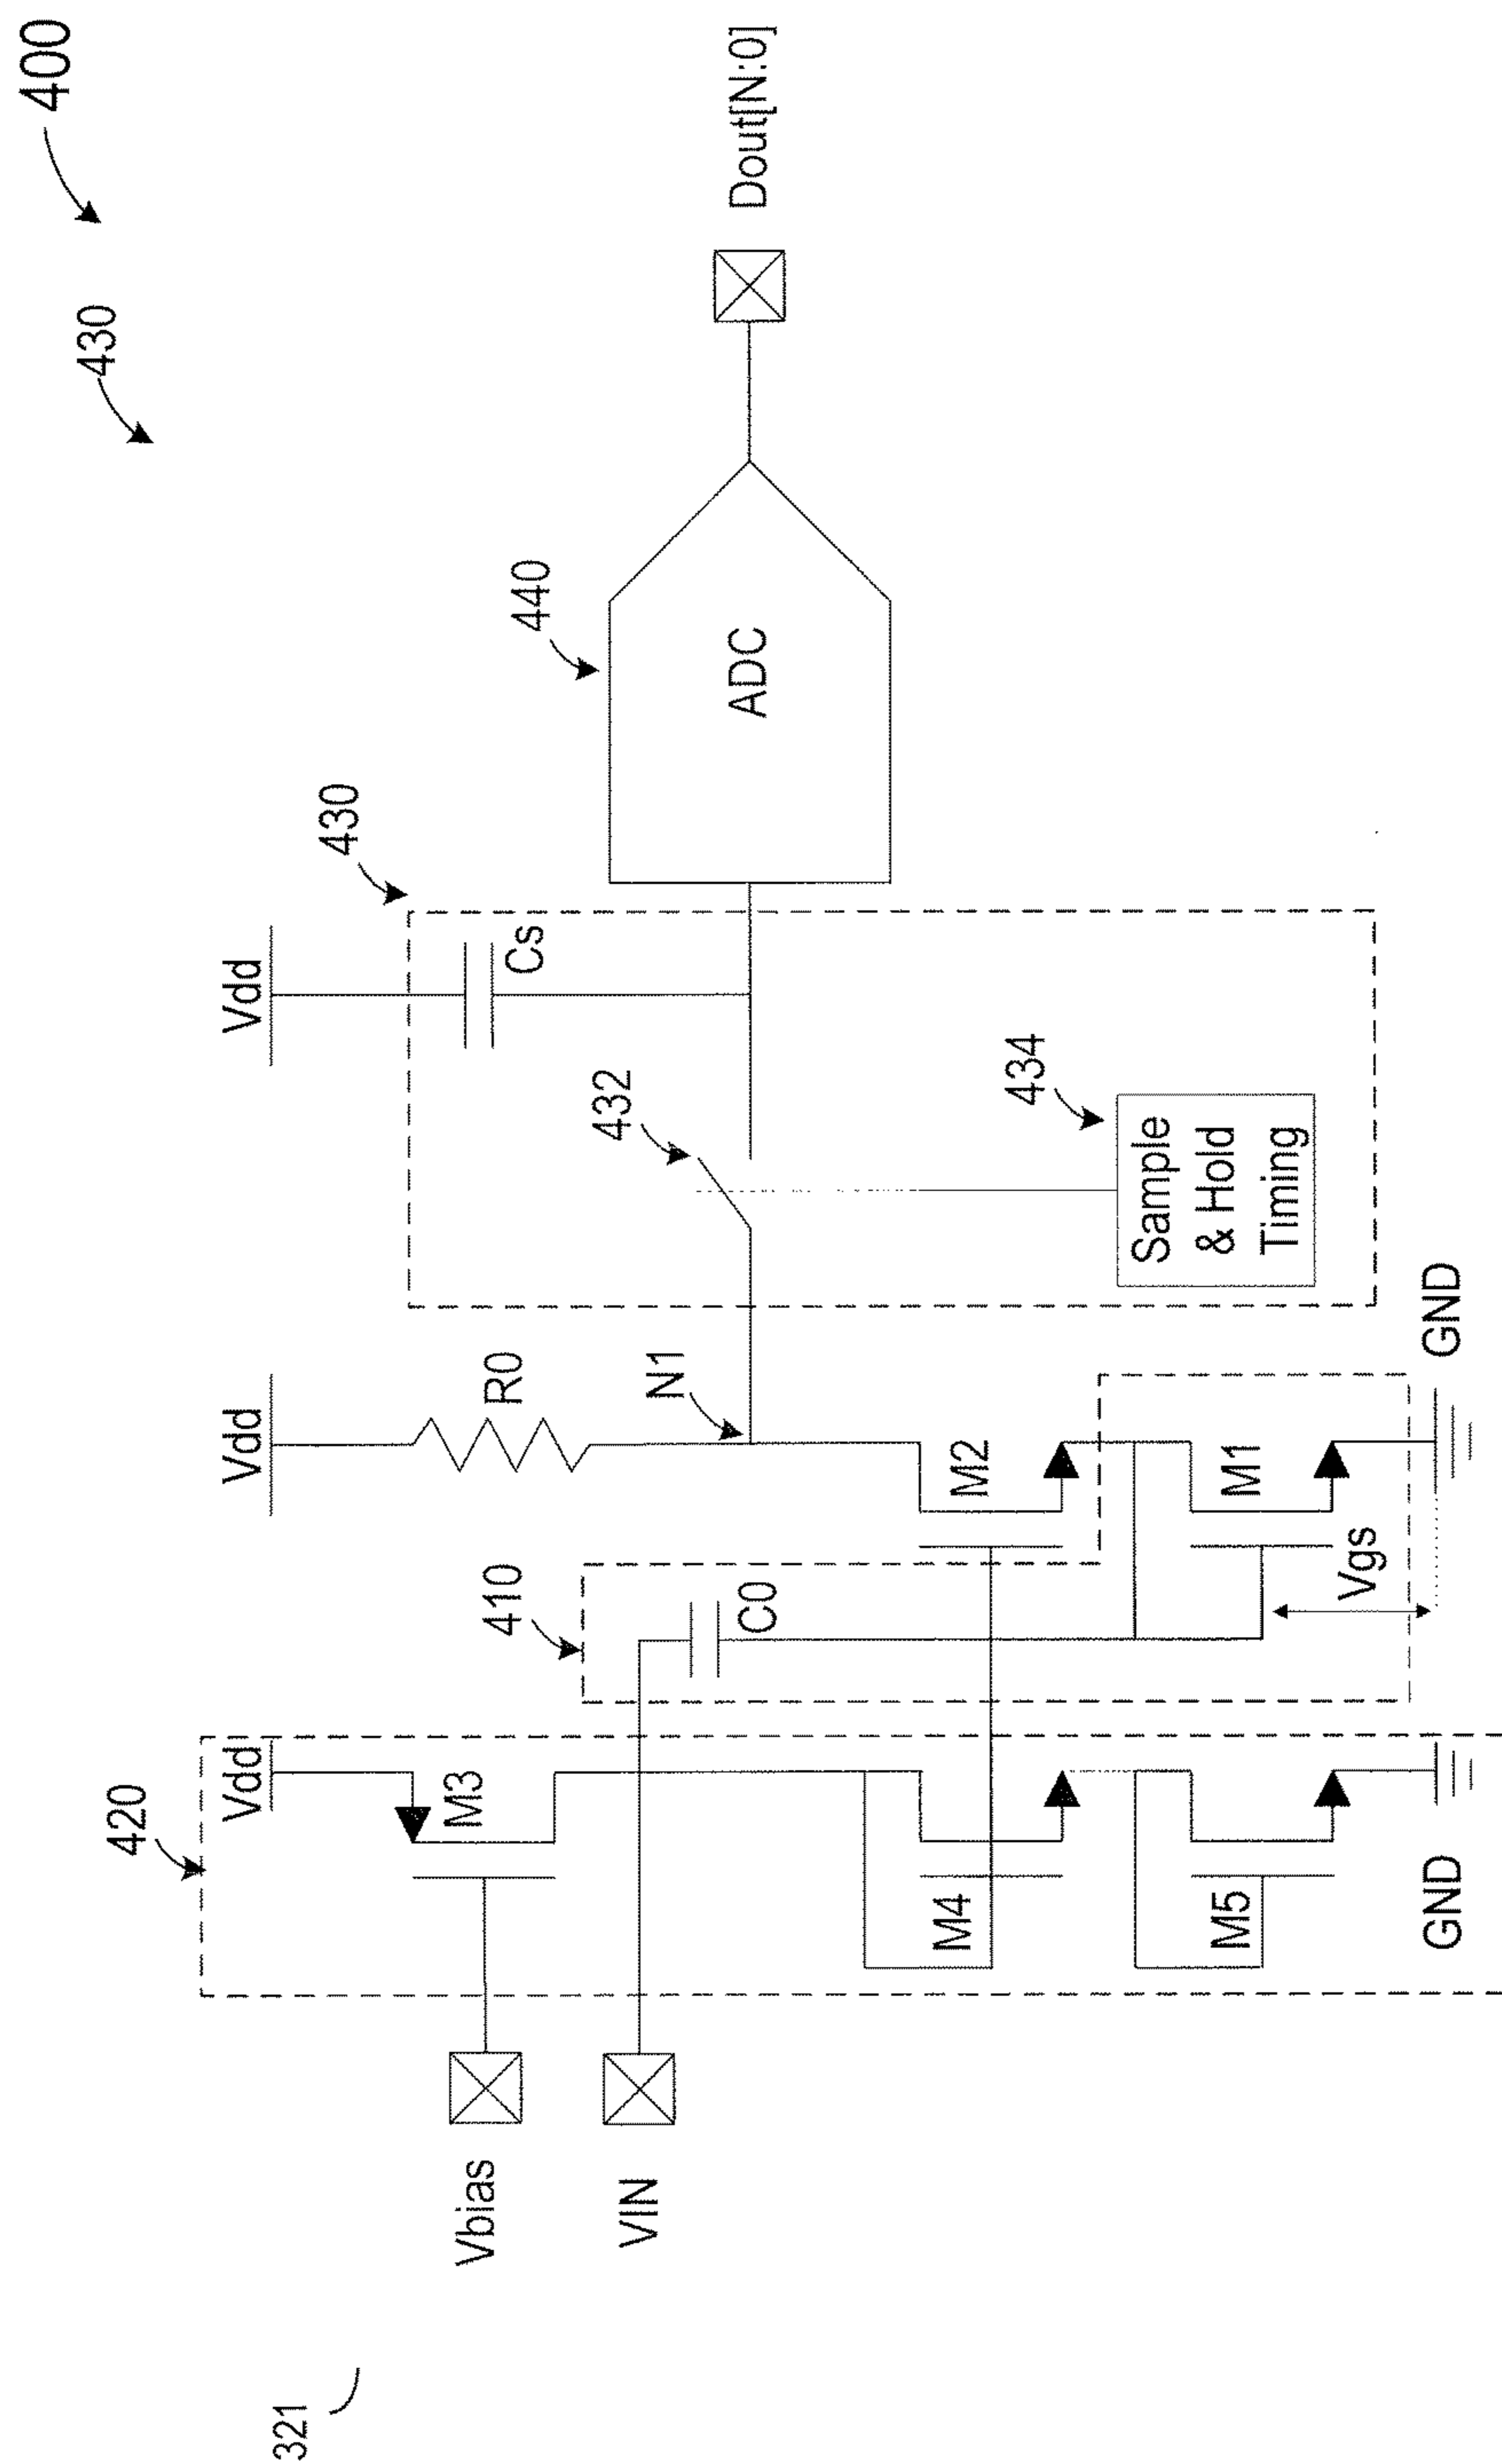 400
430
Vdd
Vdd
Vdd
420
M3
Vbias
VIN
410
C0
R0
N1
M2
M4
M1
M5
Vgs
GND
GND
430
Cs
432
434
Sample
& Hold
Timing
440
ADC
Dout[N:0]
321